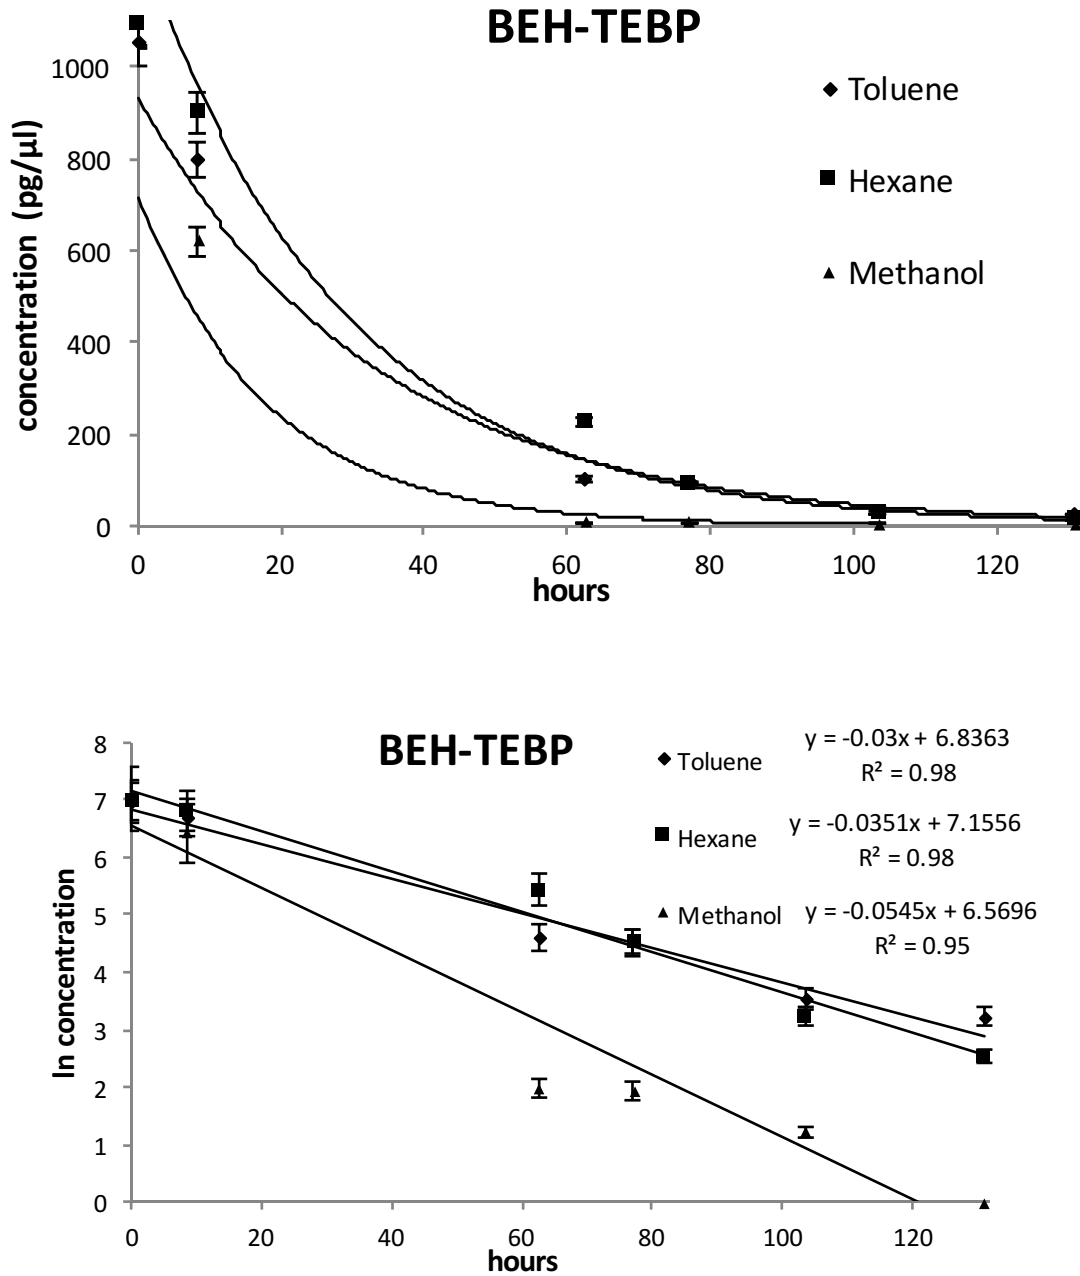 BEH-TEBP
1000
800
600
400
200
0
concentration (pg/µl)
Toluene
Hexane
Methanol
0 20 40 60 80 100 120
hours
BEH-TEBP
8
7
6
5
4
3
2
1
0
ln concentration
Toluene
y = -0.03x + 6.8363
R² = 0.98
Hexane
y = -0.0351x + 7.1556
R² = 0.98
Methanol
y = -0.0545x + 6.5696
R² = 0.95
0 20 40 60 80 100 120
hours